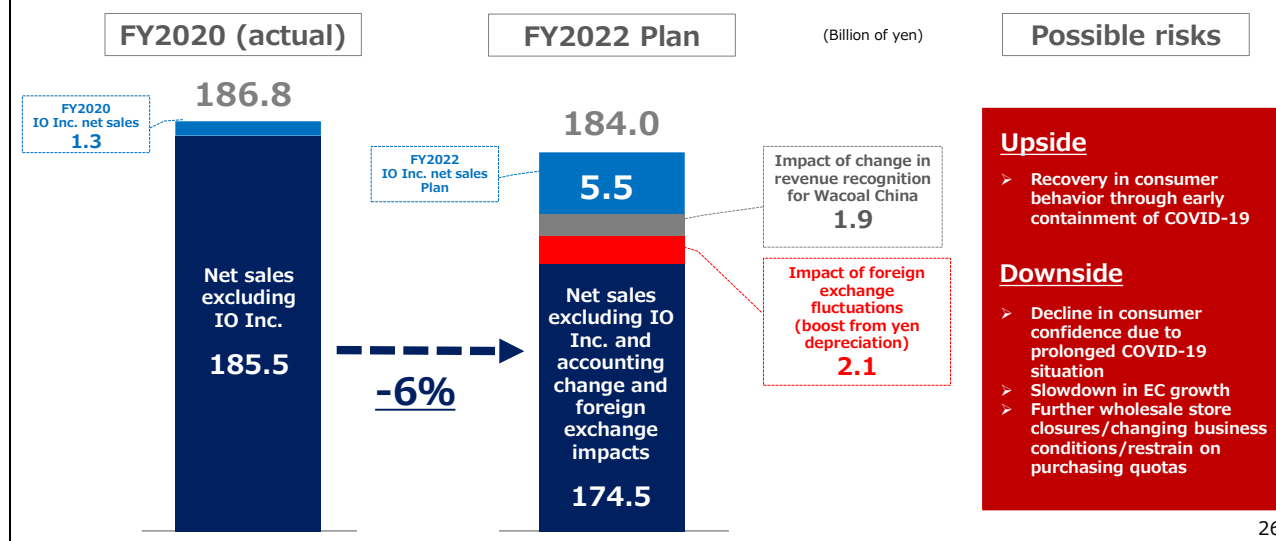 FY2020 (actual)
FY2022 Plan
(Billion of yen)
Possible risks
186.8
FY2020
IO Inc. net sales
1.3
Net sales
excluding
IO Inc.
185.5
-6%
184.0
FY2022
IO Inc. net sales
Plan
5.5
Net sales
excluding IO
Inc. and
accounting
change and
foreign
exchange
impacts
174.5
Impact of change in
revenue recognition
for Wacoal China
1.9
Impact of foreign
exchange
fluctuations
(boost from yen
depreciation)
2.1
Upside
➢ Recovery in consumer
behavior through early
containment of COVID-19
Downside
➢ Decline in consumer
confidence due to
prolonged COVID-19
situation
➢ Slowdown in EC growth
➢ Further wholesale store
closures/changing business
conditions/restrain on
purchasing quotas
26